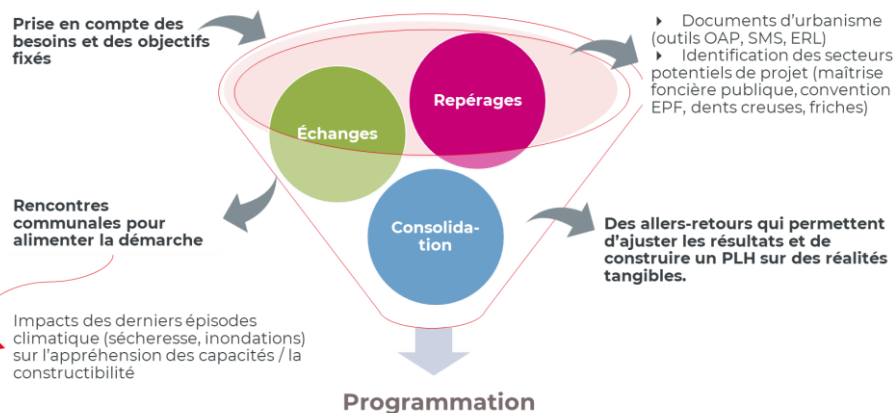 Prise en compte des
besoins et des objectifs
fixés
Documents d’urbanisme
(outils OAP, SMS, ERL)
Identification des secteurs
potentiels de projet (maîtrise
foncière publique, convention
EPF, dents creuses, friches)
Repérages
Échanges
Consolida-
tion
Rencontres
communales pour
alimenter la démarche
Des allers-retours qui permettent
d’ajuster les résultats et de
construire un PLH sur des réalités
tangibles.
Impacts des derniers épisodes
climatique (sécheresse, inondations)
sur l’appréhension des capacités / la
constructibilité
Programmation